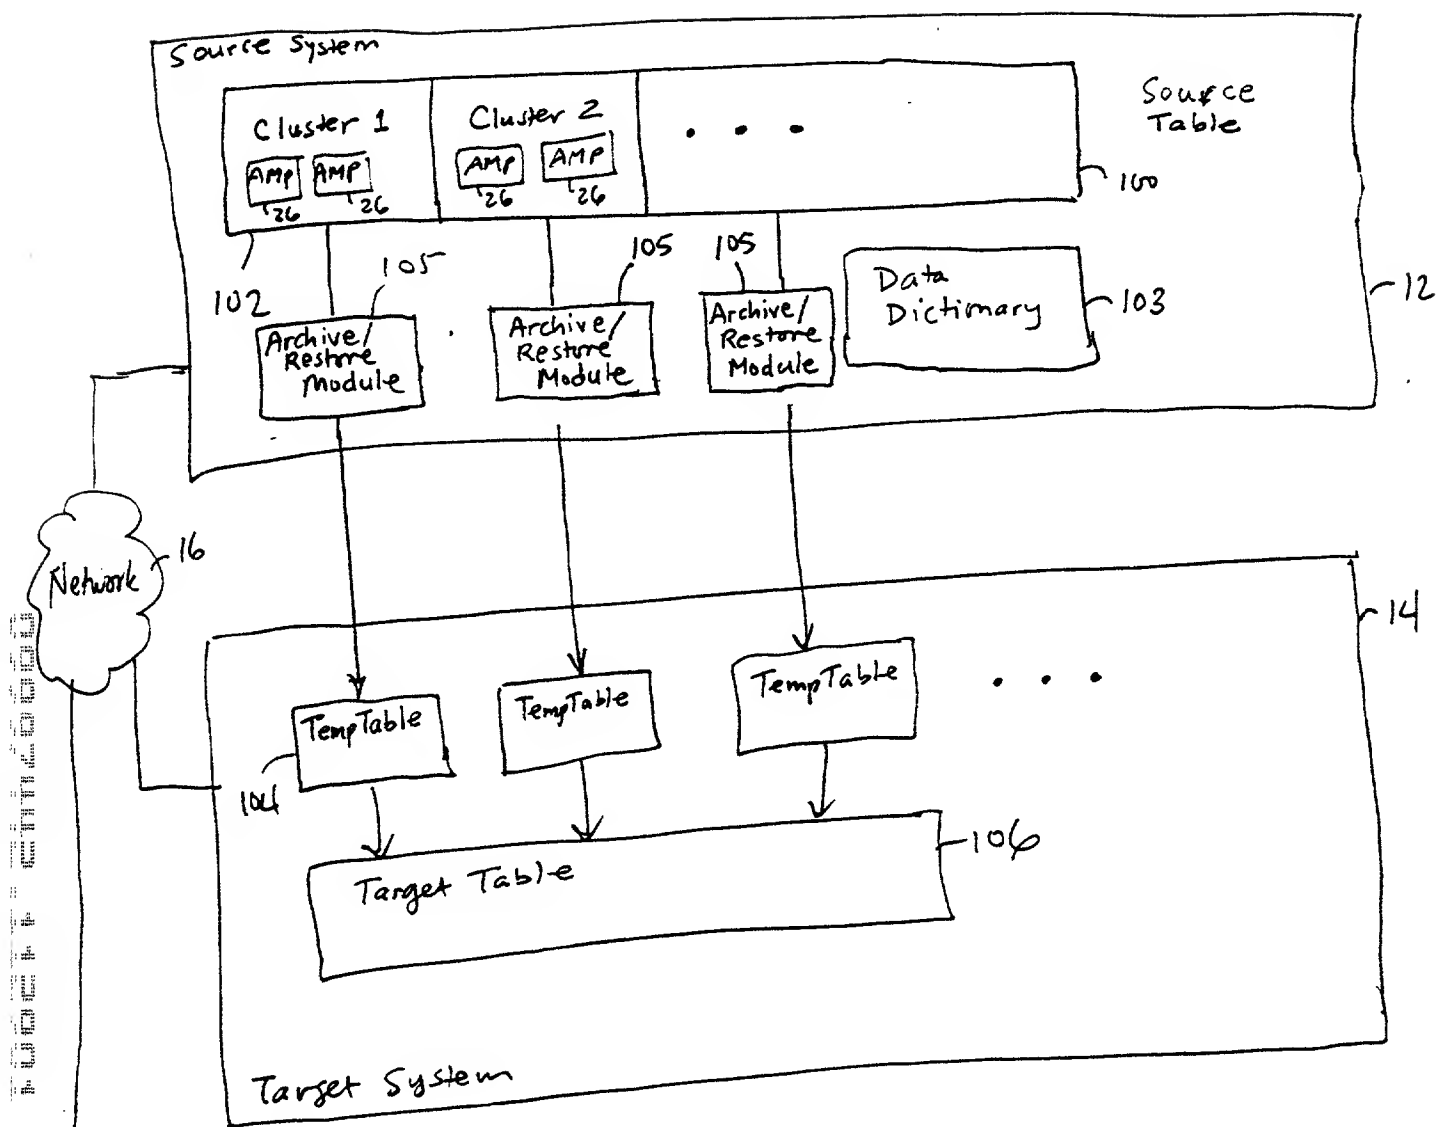 Source System
Cluster 1
Cluster 2
Source
Table
AMP
AMP
AMP
AMP
26
26
26
26
100
102
105
105
105
Archive/
Restore
Module
Archive/
Restore
Module
Archive/
Restore
Module
Data
Dictionary
103
12
Network
16
14
TempTable
TempTable
TempTable
104
Target Table
106
Target System